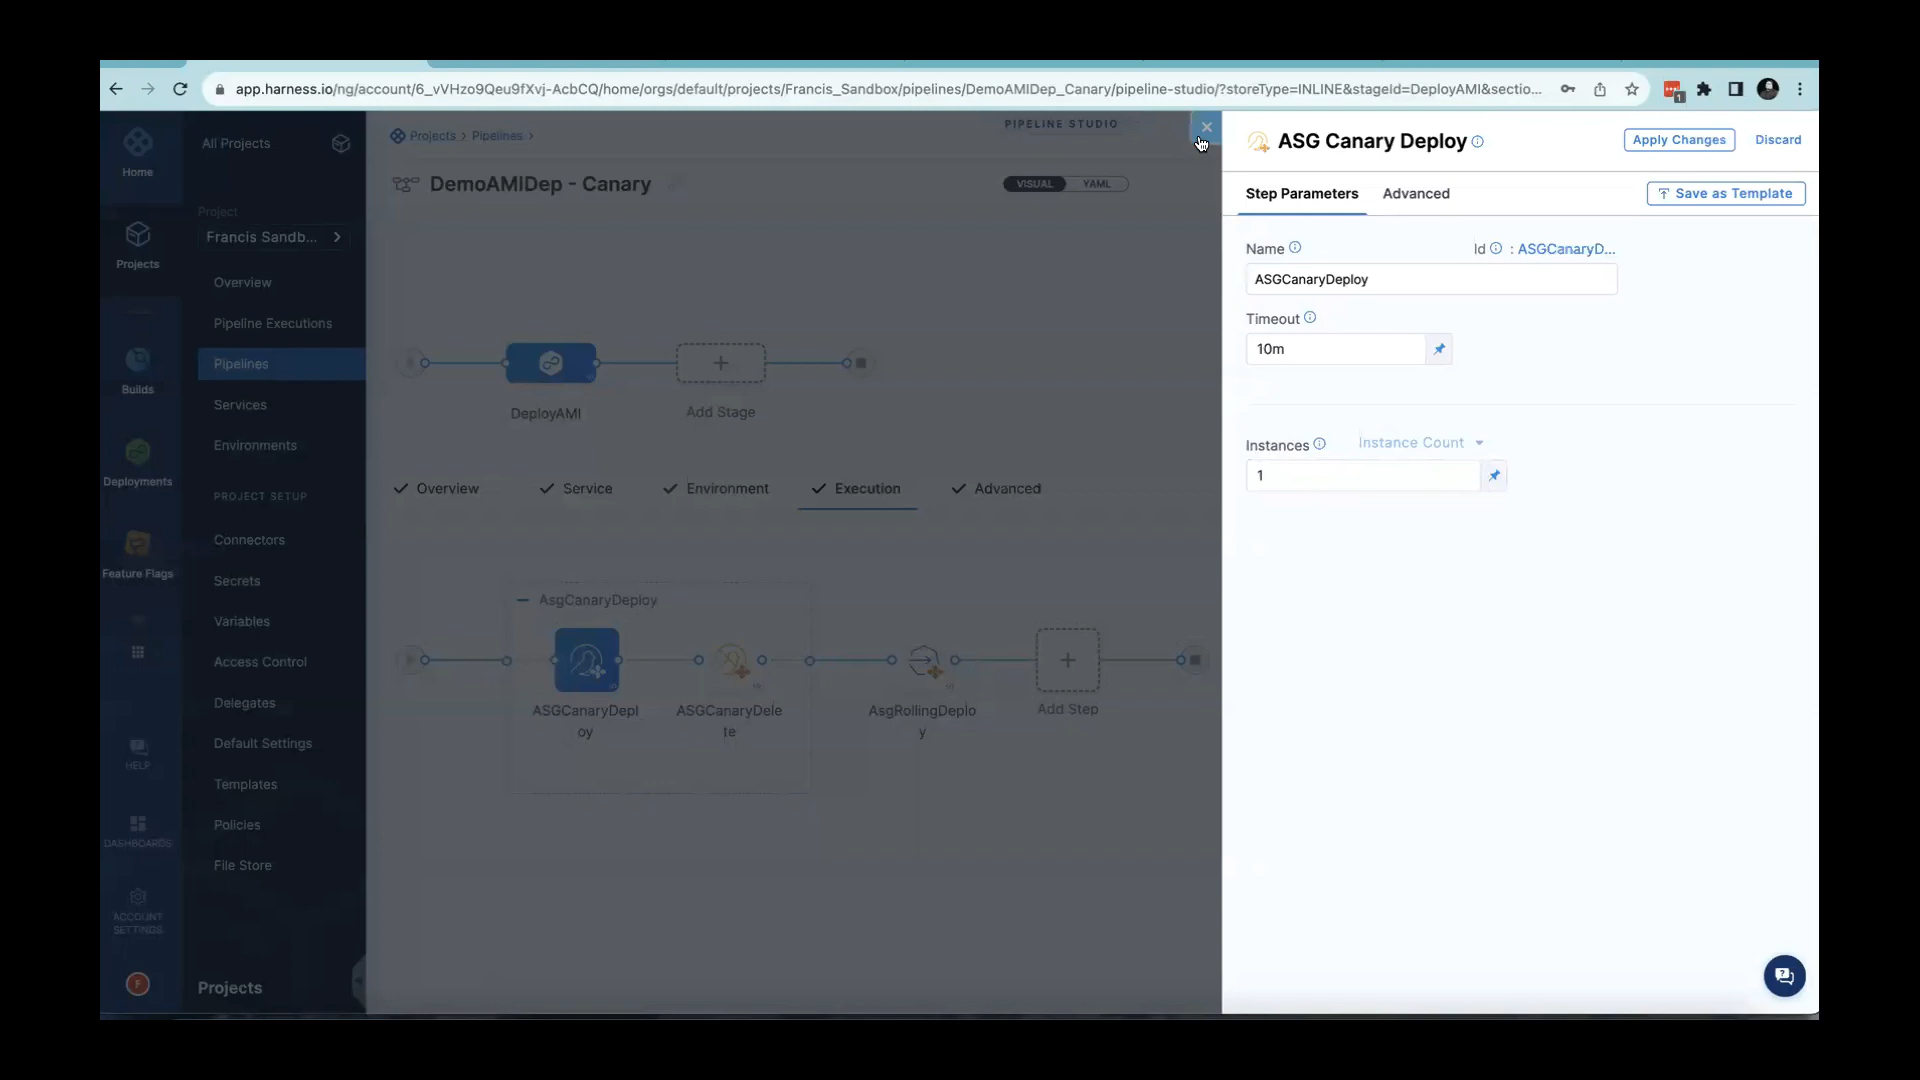 app.harness.io/ng/account/6_vVHzo9Qeu9fXvj-AcbCQ/home/orgs/default/projects/Francis_Sandbox/pipelines/DemoAMIDep_Canary/pipeline-studio/?storeType=INLINE&stageId=DeployAMI&sectio...
1
Home
Projects
Builds
Deployments
Feature Flags
HELP
DASHBOARDS
ACCOUNT
SETTINGS
F
All Projects
Project
Francis Sandb...
Overview
Pipeline Executions
Pipelines
Services
Environments
PROJECT SETUP
Connectors
Secrets
Variables
Access Control
Delegates
Default Settings
Templates
Policies
File Store
Projects
Projects > Pipelines >
PIPELINE STUDIO
DemoAMIDep - Canary
VISUAL YAML
DeployAMI
Add Stage
Overview
Service
Environment
Execution
Advanced
AsgCanaryDeploy
ASGCanaryDepl
oy
ASGCanaryDele
te
AsgRollingDeplo
y
Add Step
ASG Canary Deploy
Apply Changes
Discard
Step Parameters
Advanced
Save as Template
Name
Id : ASGCanaryD...
ASGCanaryDeploy
Timeout
10m
Instances
Instance Count
1